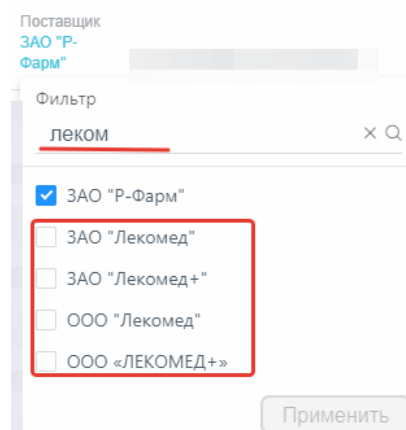 Поставщик
ЗАО "Р-
Фарм"
Фильтр
леком
ЗАО "Р-Фарм"
ЗАО "Лекомед"
ЗАО "Лекомед+"
ООО "Лекомед"
ООО «ЛЕКОМЕД+»
Применить